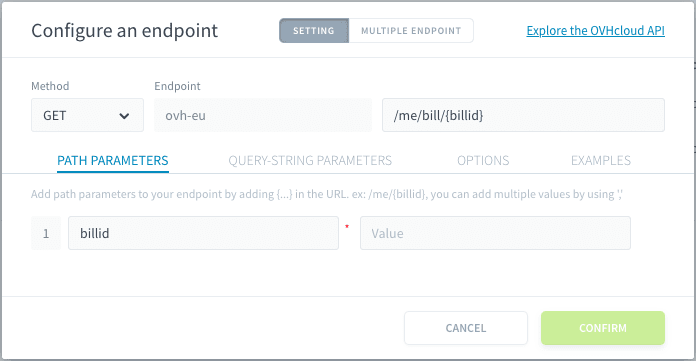 Configure an endpoint
SETTING
MULTIPLE ENDPOINT
Explore the OVHcloud API
Method
Endpoint
GET
ovh-eu
/me/bill/{billid}
PATH PARAMETERS
QUERY-STRING PARAMETERS
OPTIONS
EXAMPLES
Add path parameters to your endpoint by adding {...} in the URL. ex: /me/{billid}, you can add multiple values by using ','
1
billid
*
Value
CANCEL
CONFIRM